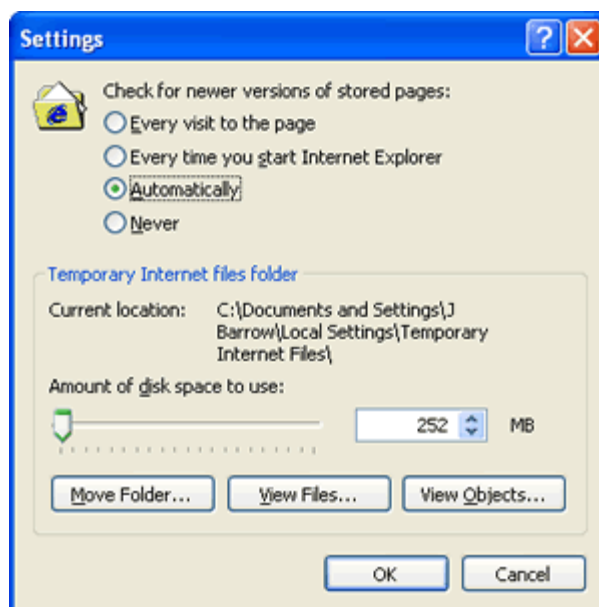 Settings
Check for newer versions of stored pages:
Every visit to the page
Every time you start Internet Explorer
Automatically
Never
Temporary Internet files folder
Current location: C:\Documents and Settings\J
Barrow\Local Settings\Temporary
Internet Files\
Amount of disk space to use:
252 MB
Move Folder... View Files... View Objects...
OK Cancel